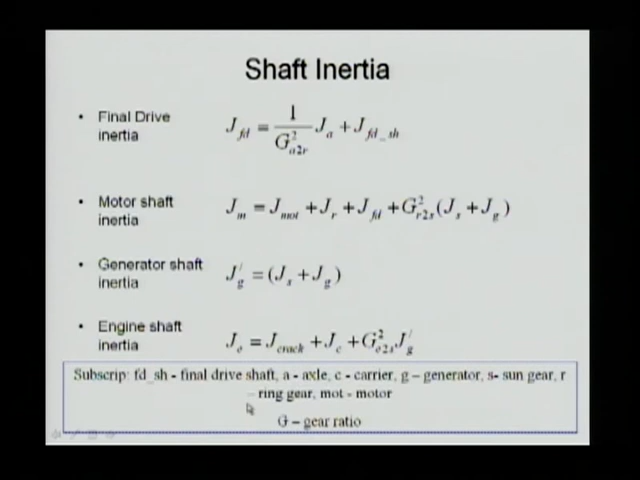 Shaft Inertia
• Final Drive inertia
J_fd = 1/G²_a2r J_a + J_fd_sh
• Motor shaft inertia
J_m = J_mot + J_r + J_fd + G²_r2s (J_s + J_g)
• Generator shaft inertia
J′_g = (J_s + J_g)
• Engine shaft inertia
J_e = J_crack + J_c + G²_e2s J′_g
Subscrip: fd_sh - final drive shaft, a - axle, c - carrier, g – generator, s- sun gear, r
– ring gear, mot - motor
G – gear ratio